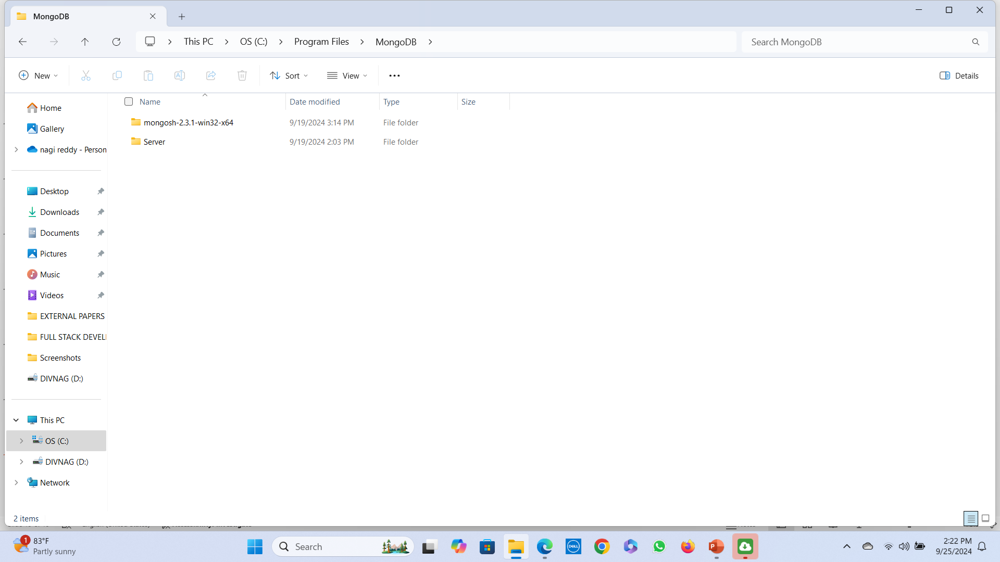 MongoDB
This PC
OS (C:)
Program Files
MongoDB
Search MongoDB
New
Sort
View
Details
Name
Date modified
Type
Size
mongosh-2.3.1-win32-x64
9/19/2024 3:14 PM
File folder
Server
9/19/2024 2:03 PM
File folder
Home
Gallery
nagi reddy - Person
Desktop
Downloads
Documents
Pictures
Music
Videos
EXTERNAL PAPERS
FULL STACK DEVEL
Screenshots
DIVNAG (D:)
This PC
OS (C:)
DIVNAG (D:)
Network
2 items
1
83°F
Partly sunny
Search
DELL
2:22 PM
9/25/2024